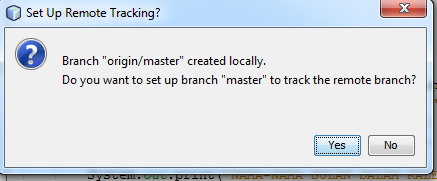 Set Up Remote Tracking?
Branch "origin/master" created locally.
Do you want to set up branch "master" to track the remote branch?
Yes
No